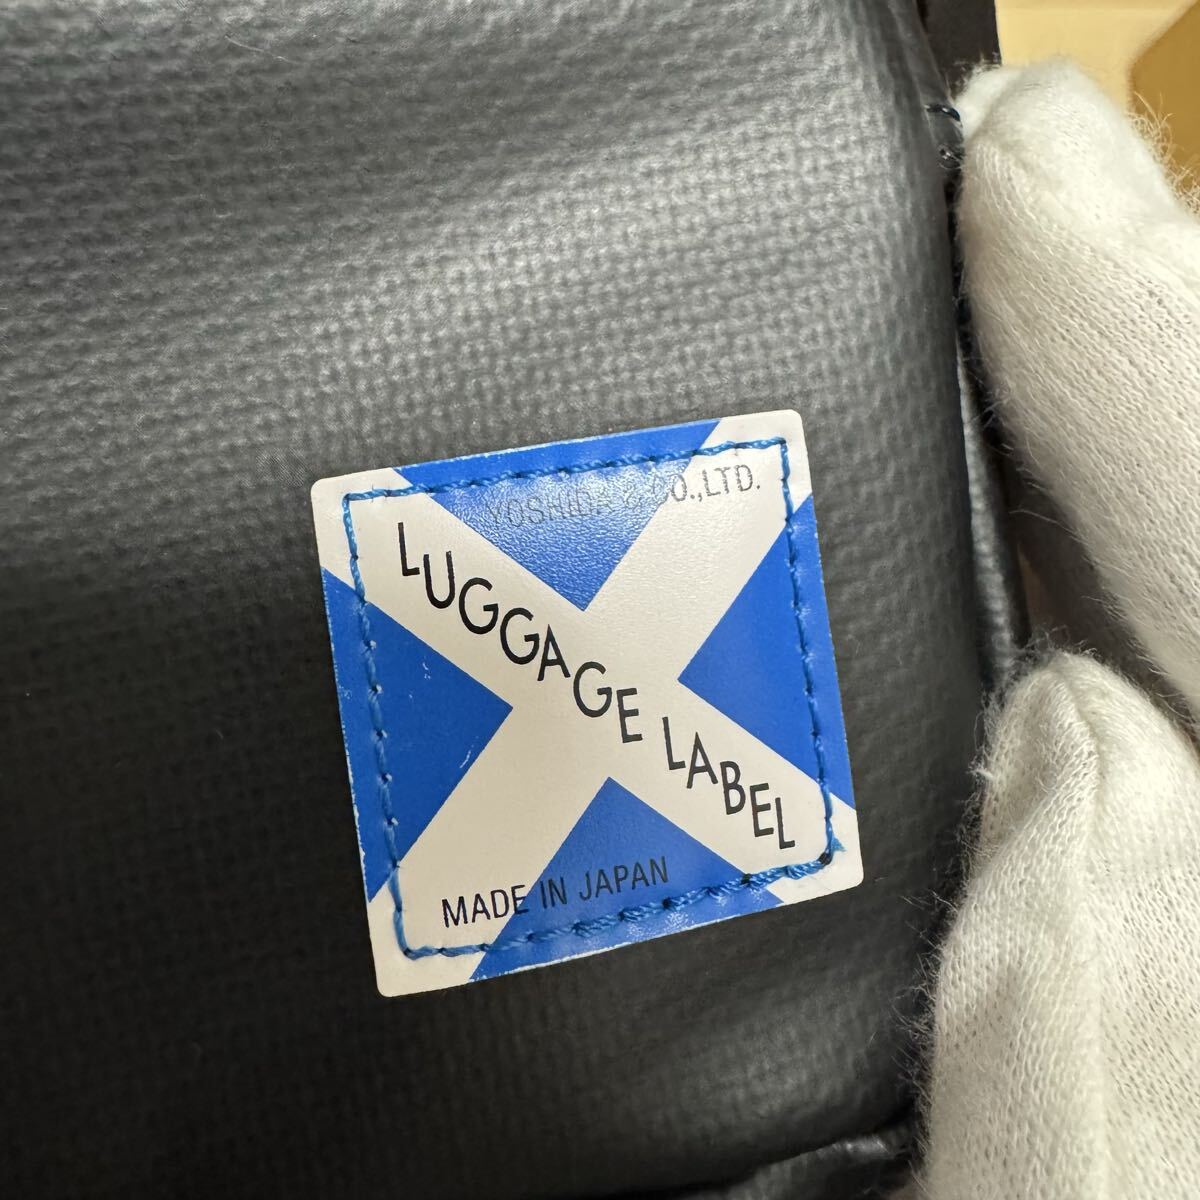 YOSHIDA & CO.,LTD.
LUGGAGE LABEL
MADE IN JAPAN